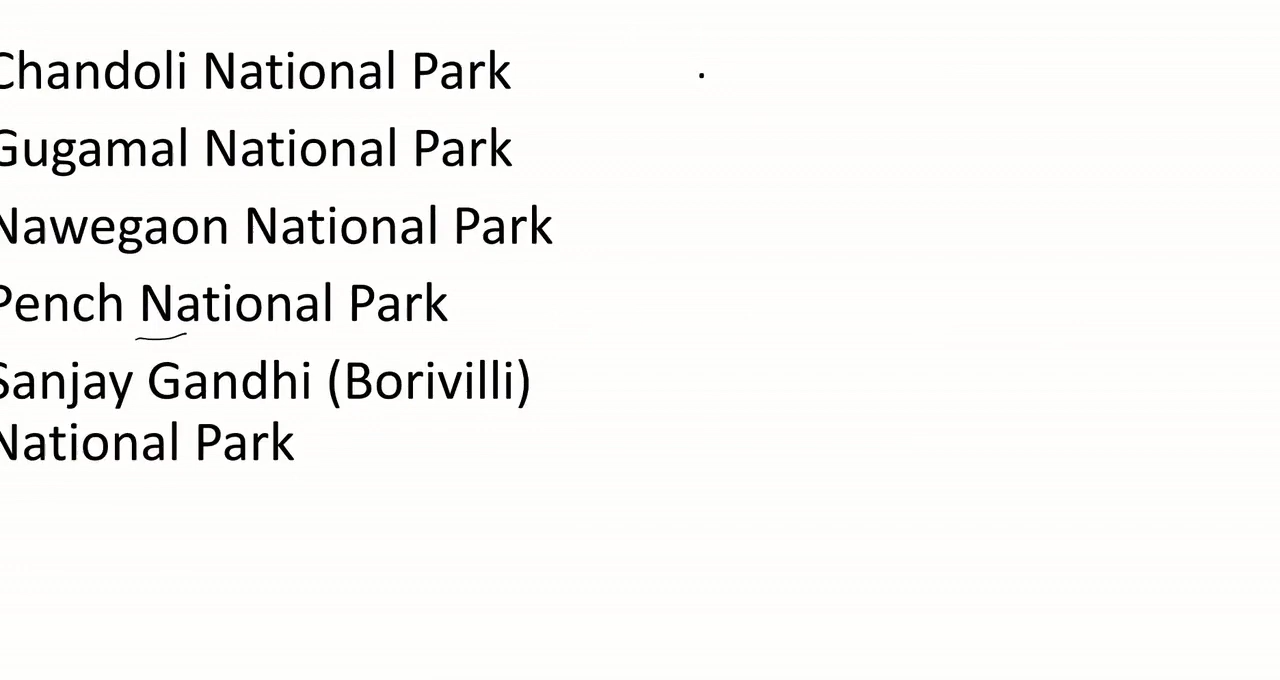 Chandoli National Park
Gugamal National Park
Nawegaon National Park
Pench National Park
Sanjay Gandhi (Borivilli)
National Park